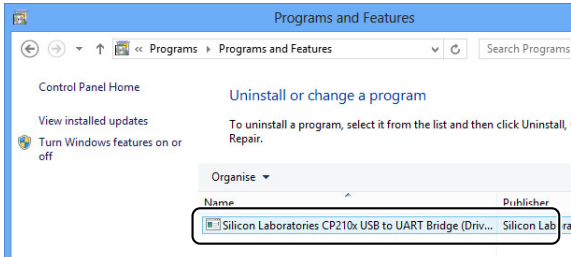 Programs and Features
« Programs › Programs and Features
Search Programs
Control Panel Home
Uninstall or change a program
View installed updates
To uninstall a program, select it from the list and then click Uninstall,
Turn Windows features on or
Repair.
off
Organise
Name Publisher
Silicon Laboratories CP210x USB to UART Bridge (Driv... Silicon Labora